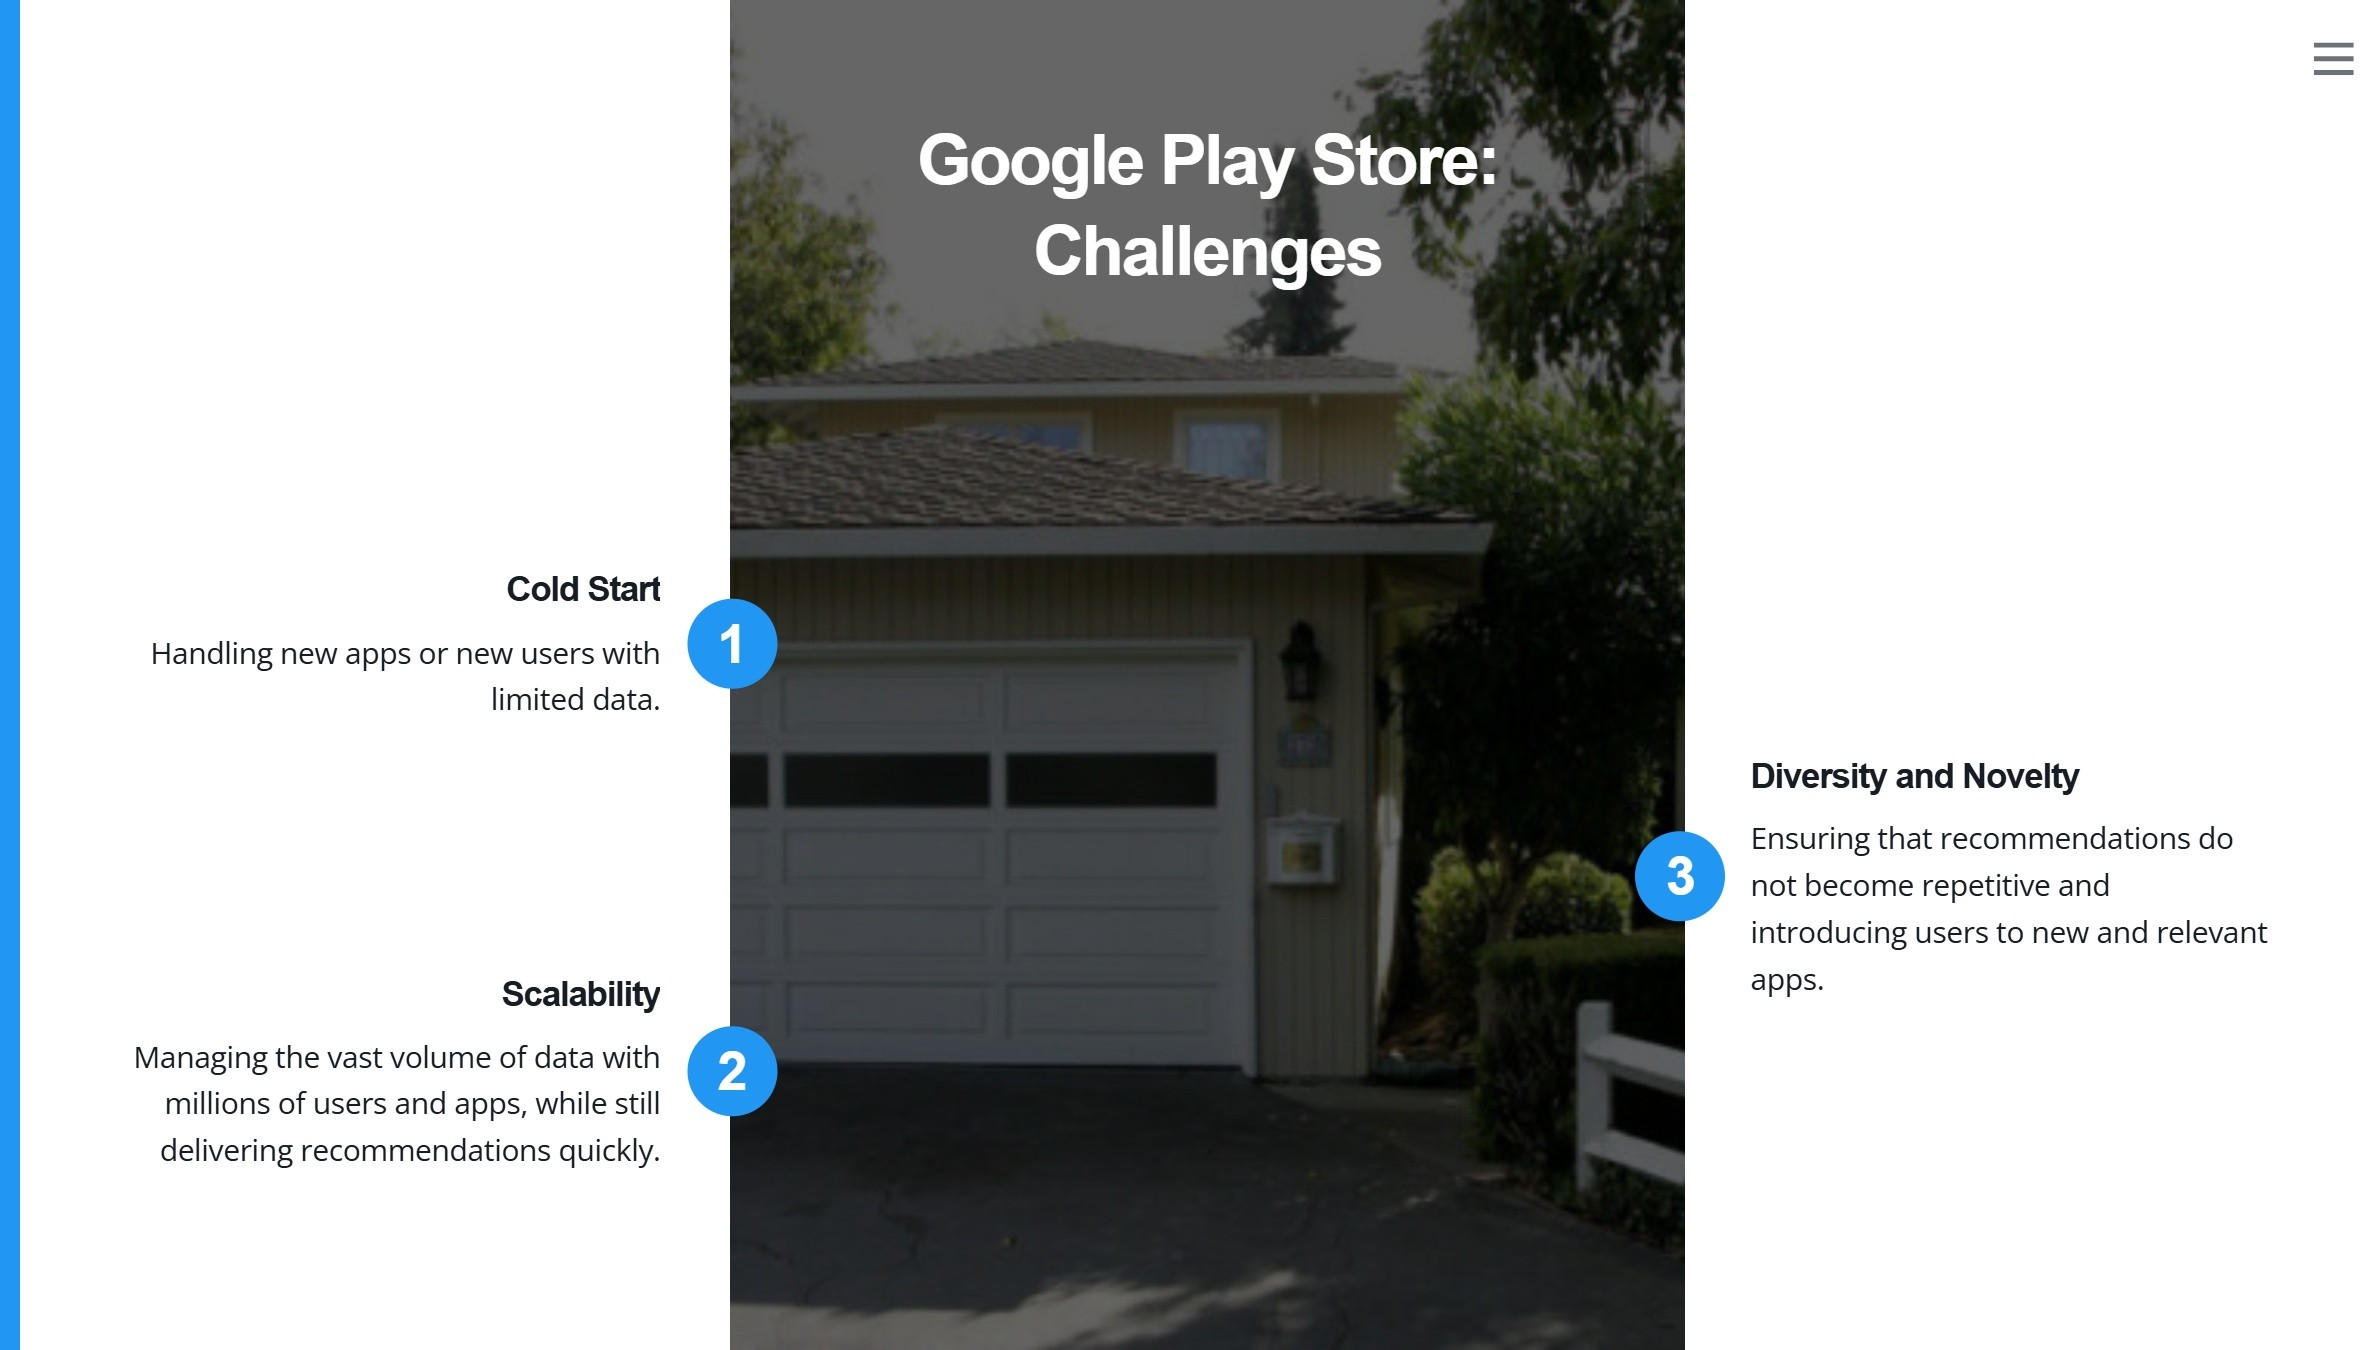 Google Play Store:
Challenges
Cold Start
1
Handling new apps or new users with
limited data.
Scalability
2
Managing the vast volume of data with
millions of users and apps, while still
delivering recommendations quickly.
Diversity and Novelty
3
Ensuring that recommendations do
not become repetitive and
introducing users to new and relevant
apps.